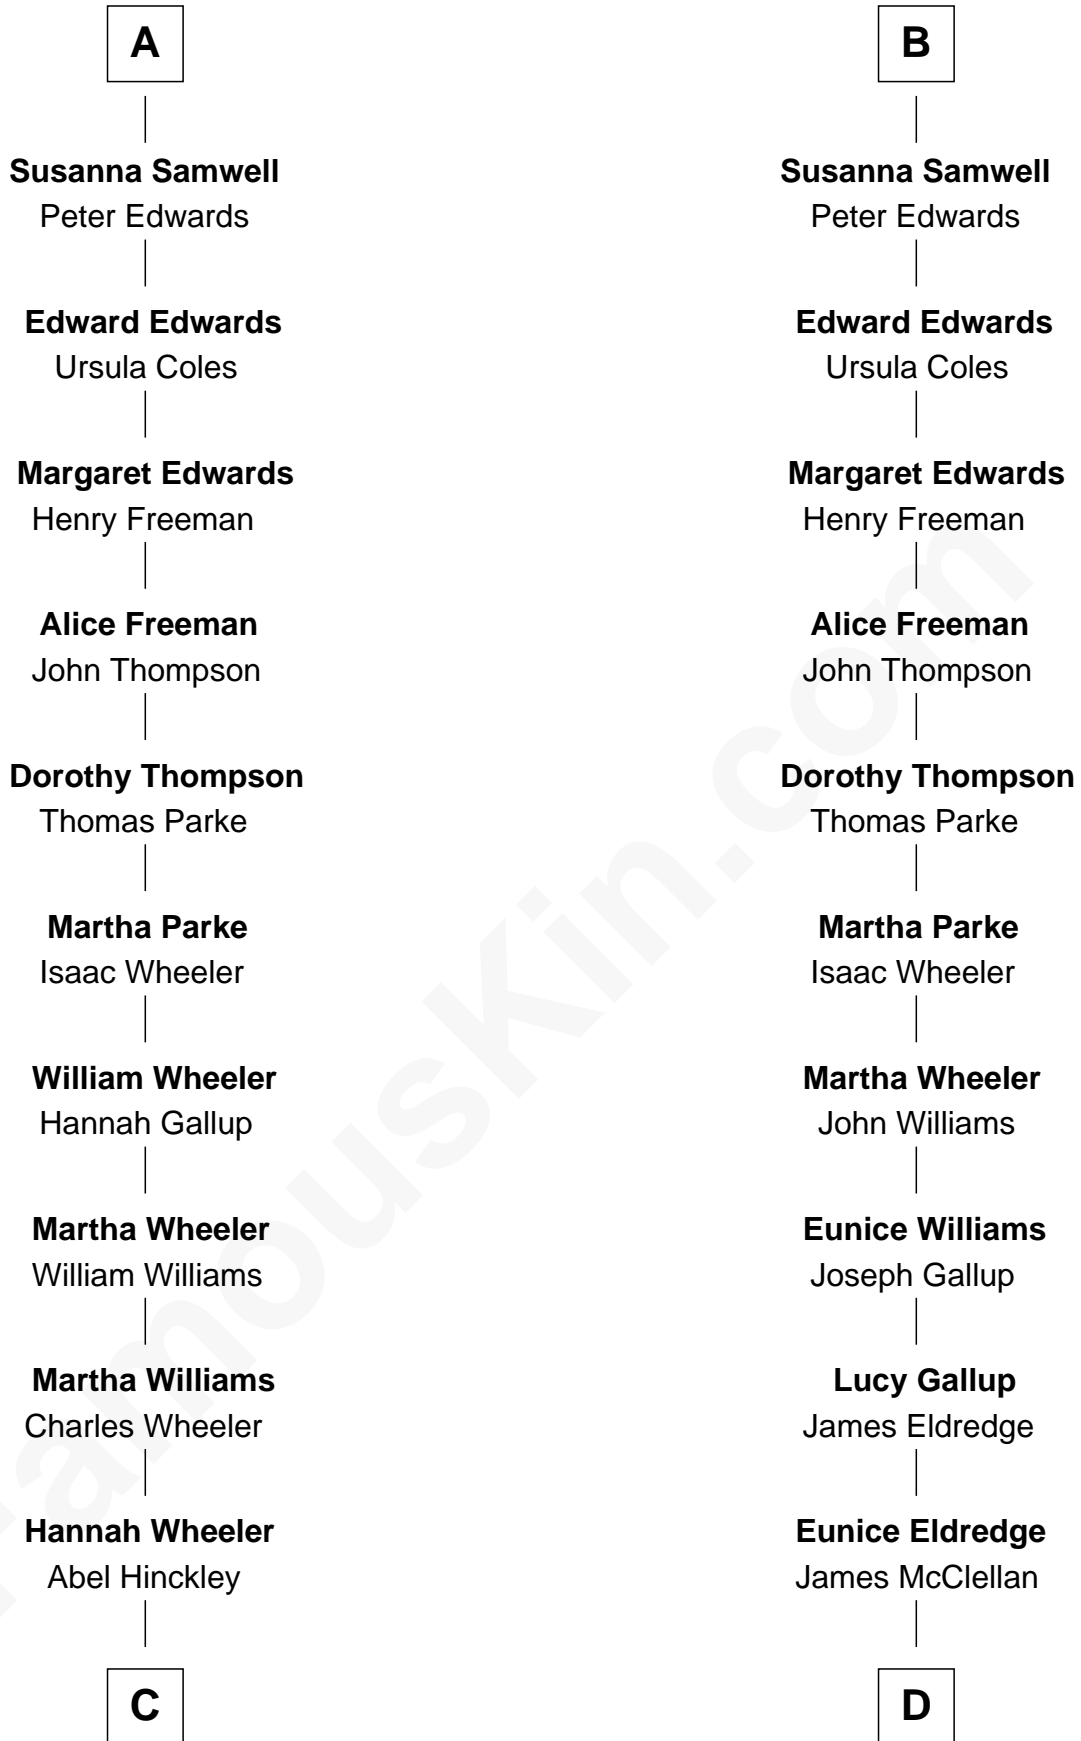 A
Susanna Samwell
Peter Edwards
Edward Edwards
Ursula Coles
Margaret Edwards
Henry Freeman
Alice Freeman
John Thompson
Dorothy Thompson
Thomas Parke
Martha Parke
Isaac Wheeler
William Wheeler
Hannah Gallup
Martha Wheeler
William Williams
Martha Williams
Charles Wheeler
Hannah Wheeler
Abel Hinckley
C
B
Susanna Samwell
Peter Edwards
Edward Edwards
Ursula Coles
Margaret Edwards
Henry Freeman
Alice Freeman
John Thompson
Dorothy Thompson
Thomas Parke
Martha Parke
Isaac Wheeler
Martha Wheeler
John Williams
Eunice Williams
Joseph Gallup
Lucy Gallup
James Eldredge
Eunice Eldredge
James McClellan
D
FamousKin.com